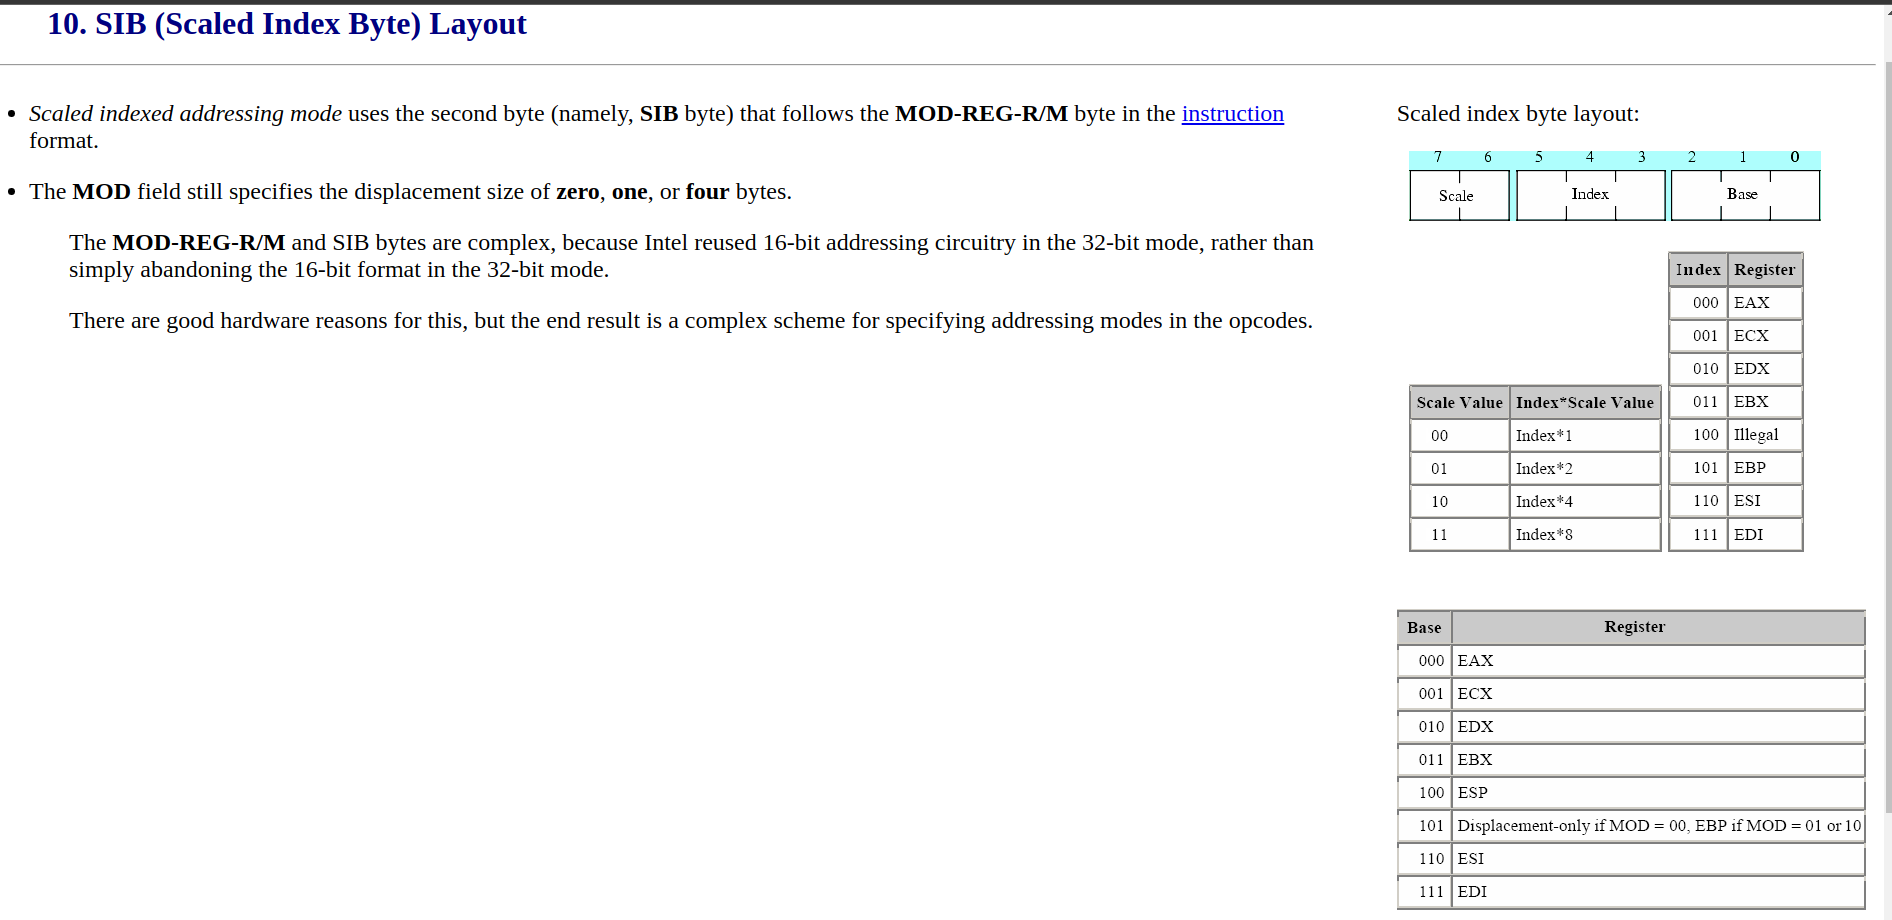 10. SIB (Scaled Index Byte) Layout
• Scaled indexed addressing mode uses the second byte (namely, SIB byte) that follows the MOD-REG-R/M byte in the instruction
format.
• The MOD field still specifies the displacement size of zero, one, or four bytes.
The MOD-REG-R/M and SIB bytes are complex, because Intel reused 16-bit addressing circuitry in the 32-bit mode, rather than
simply abandoning the 16-bit format in the 32-bit mode.
There are good hardware reasons for this, but the end result is a complex scheme for specifying addressing modes in the opcodes.
Scaled index byte layout:
7 6 5 4 3 2 1 0
Scale Index Base
Scale Value Index*Scale Value
00 Index*1
01 Index*2
10 Index*4
11 Index*8
Index Register
000 EAX
001 ECX
010 EDX
011 EBX
100 Illegal
101 EBP
110 ESI
111 EDI
Base Register
000 EAX
001 ECX
010 EDX
011 EBX
100 ESP
101 Displacement-only if MOD = 00, EBP if MOD = 01 or 10
110 ESI
111 EDI